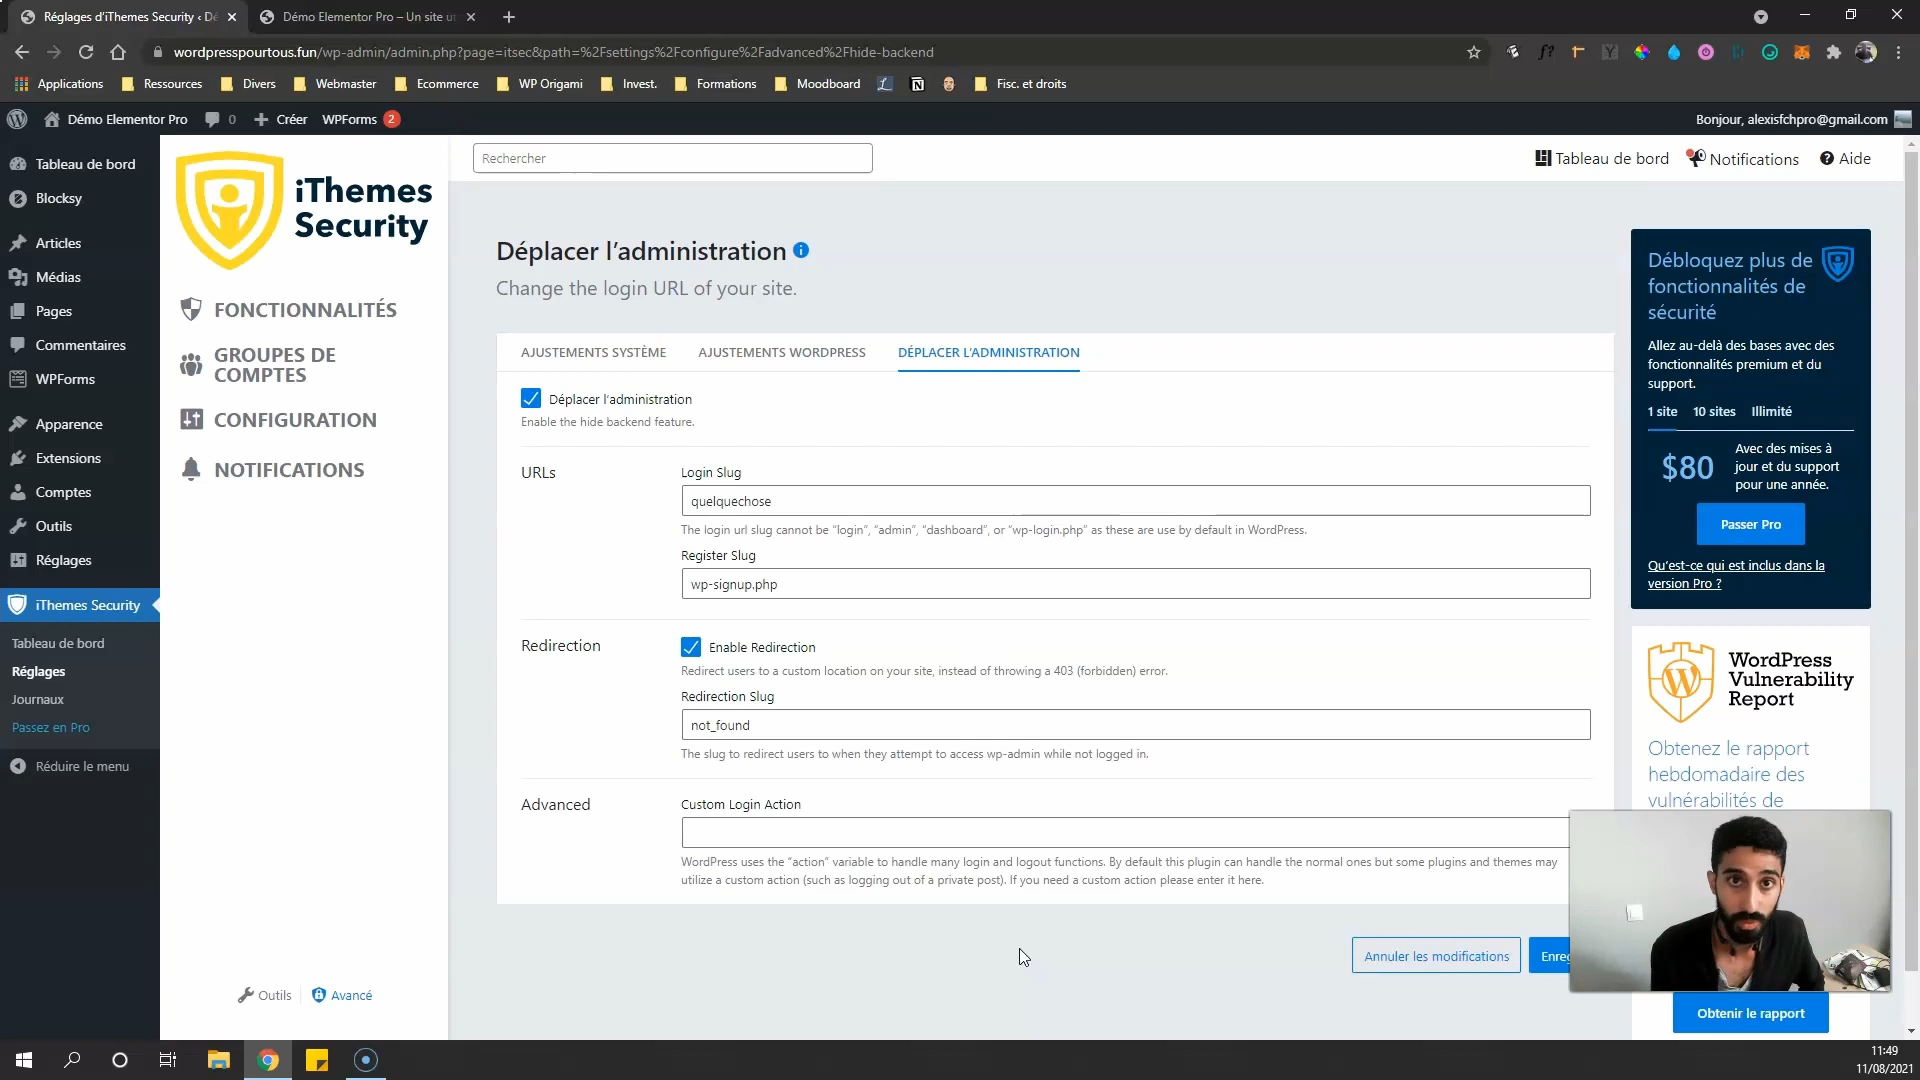 Réglages d'iThemes Security ‹ Dé
Démo Elementor Pro – Un site ut
wordpresspourtous.fun/wp-admin/admin.php?page=itsec&path=%2Fsettings%2Fconfigure%2Fadvanced%2Fhide-backend
Applications
Ressources
Divers
Webmaster
Ecommerce
WP Origami
Invest.
Formations
Moodboard
Fisc. et droits
Démo Elementor Pro
0
Créer
WPForms 2
Bonjour, alexisfchpro@gmail.com
Tableau de bord
Blocksy
Articles
Médias
Pages
Commentaires
WPForms
Apparence
Extensions
Comptes
Outils
Réglages
iThemes Security
Tableau de bord
Réglages
Journaux
Passez en Pro
Réduire le menu
iThemes
Security
FONCTIONNALITÉS
GROUPES DE
COMPTES
CONFIGURATION
NOTIFICATIONS
Outils
Avancé
Rechercher
Tableau de bord
Notifications
Aide
Déplacer l'administration
Change the login URL of your site.
AJUSTEMENTS SYSTÈME
AJUSTEMENTS WORDPRESS
DÉPLACER L'ADMINISTRATION
Déplacer l'administration
Enable the hide backend feature.
URLs
Login Slug
quelquechose
The login url slug cannot be "login", "admin", "dashboard", or "wp-login.php" as these are use by default in WordPress.
Register Slug
wp-signup.php
Redirection
Enable Redirection
Redirect users to a custom location on your site, instead of throwing a 403 (forbidden) error.
Redirection Slug
not_found
The slug to redirect users to when they attempt to access wp-admin while not logged in.
Advanced
Custom Login Action
WordPress uses the "action" variable to handle many login and logout functions. By default this plugin can handle the normal ones but some plugins and themes may
utilize a custom action (such as logging out of a private post). If you need a custom action please enter it here.
Annuler les modifications
Enreg
Débloquez plus de
fonctionnalités de
sécurité
Allez au-delà des bases avec des
fonctionnalités premium et du
support.
1 site
10 sites
Illimité
$80
Avec des mises à
jour et du support
pour une année.
Passer Pro
Qu'est-ce qui est inclus dans la
version Pro ?
WordPress
Vulnerability
Report
Obtenez le rapport
hebdomadaire des
vulnérabilités de
Obtenir le rapport
11:49
11/08/2021